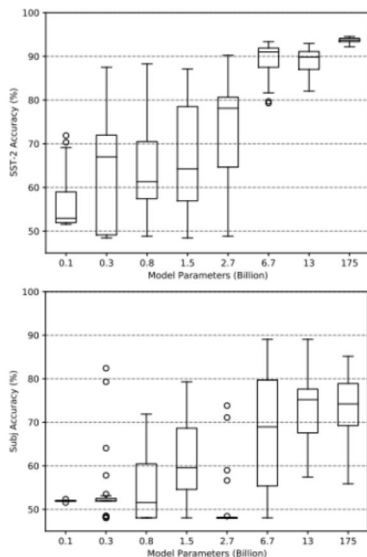 100
90
80
70
60
50
SST-2 Accuracy (%)
0.1 0.3 0.8 1.5 2.7 6.7 13 175
Model Parameters (Billion)
100
90
80
70
60
50
Subj Accuracy (%)
0.1 0.3 0.8 1.5 2.7 6.7 13 175
Model Parameters (Billion)